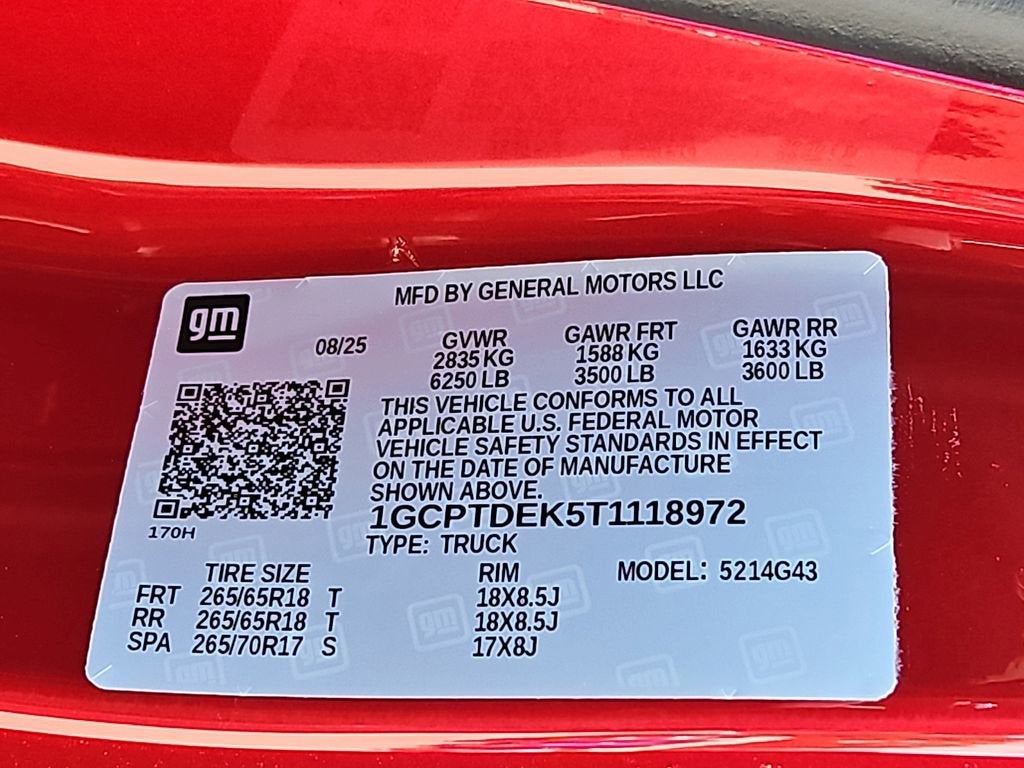 MFD BY GENERAL MOTORS LLC
gm
08/25 GVWR GAWR FRT GAWR RR
2835 KG 1588 KG 1633 KG
6250 LB 3500 LB 3600 LB
THIS VEHICLE CONFORMS TO ALL
APPLICABLE U.S. FEDERAL MOTOR
VEHICLE SAFETY STANDARDS IN EFFECT
ON THE DATE OF MANUFACTURE
SHOWN ABOVE.
170H
1GCPTDEK5T1118972
TYPE: TRUCK
TIRE SIZE RIM MODEL: 5214G43
FRT 265/65R18 T 18X8.5J
RR 265/65R18 T 18X8.5J
SPA 265/70R17 S 17X8J